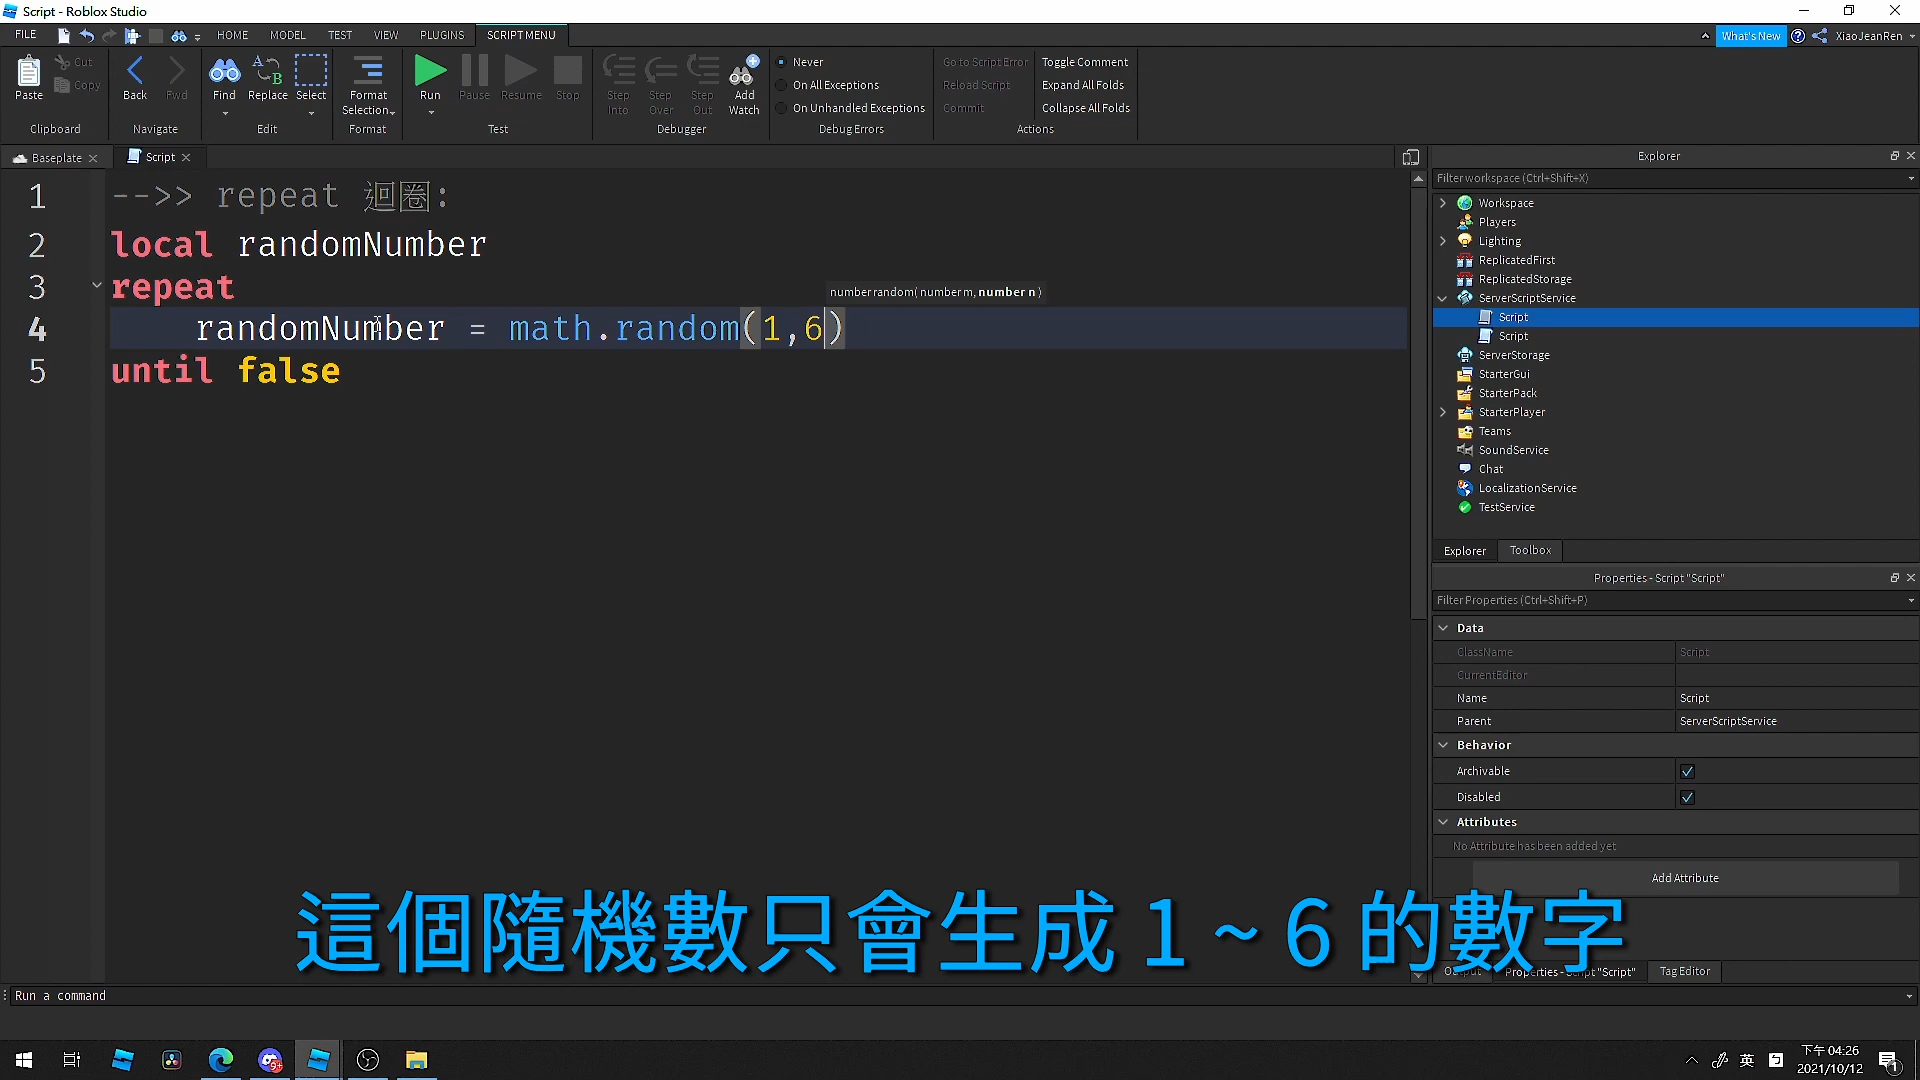 Script - Roblox Studio
FILE HOME MODEL TEST VIEW PLUGINS SCRIPT MENU What's New XiaoJeanRen
Paste Cut Copy Clipboard
Back Fwd Navigate
Find Replace Select Edit
Format Selection Format
Run Pause Resume Stop Test
Step Into Step Over Step Out Add Watch Debugger
Never
On All Exceptions
On Unhandled Exceptions
Debug Errors
Go to Script Error Toggle Comment
Reload Script Expand All Folds
Commit Collapse All Folds
Actions
Baseplate Script
1 -->> repeat 迴圈:
2 local randomNumber
3 repeat
number random( number m, number n )
4 randomNumber = math.random(1,6)
5 until false
Explorer
Filter workspace (Ctrl+Shift+X)
Workspace
Players
Lighting
ReplicatedFirst
ReplicatedStorage
ServerScriptService
Script
Script
ServerStorage
StarterGui
StarterPack
StarterPlayer
Teams
SoundService
Chat
LocalizationService
TestService
Explorer Toolbox
Properties - Script "Script"
Filter Properties (Ctrl+Shift+P)
Data
ClassName Script
CurrentEditor
Name Script
Parent ServerScriptService
Behavior
Archivable
Disabled
Attributes
No Attribute has been added yet
Add Attribute
這個隨機數只會生成 1 ~ 6 的數字
Output Properties - Script "Script" Tag Editor
Run a command
9+
英
下午 04:26
2021/10/12
1